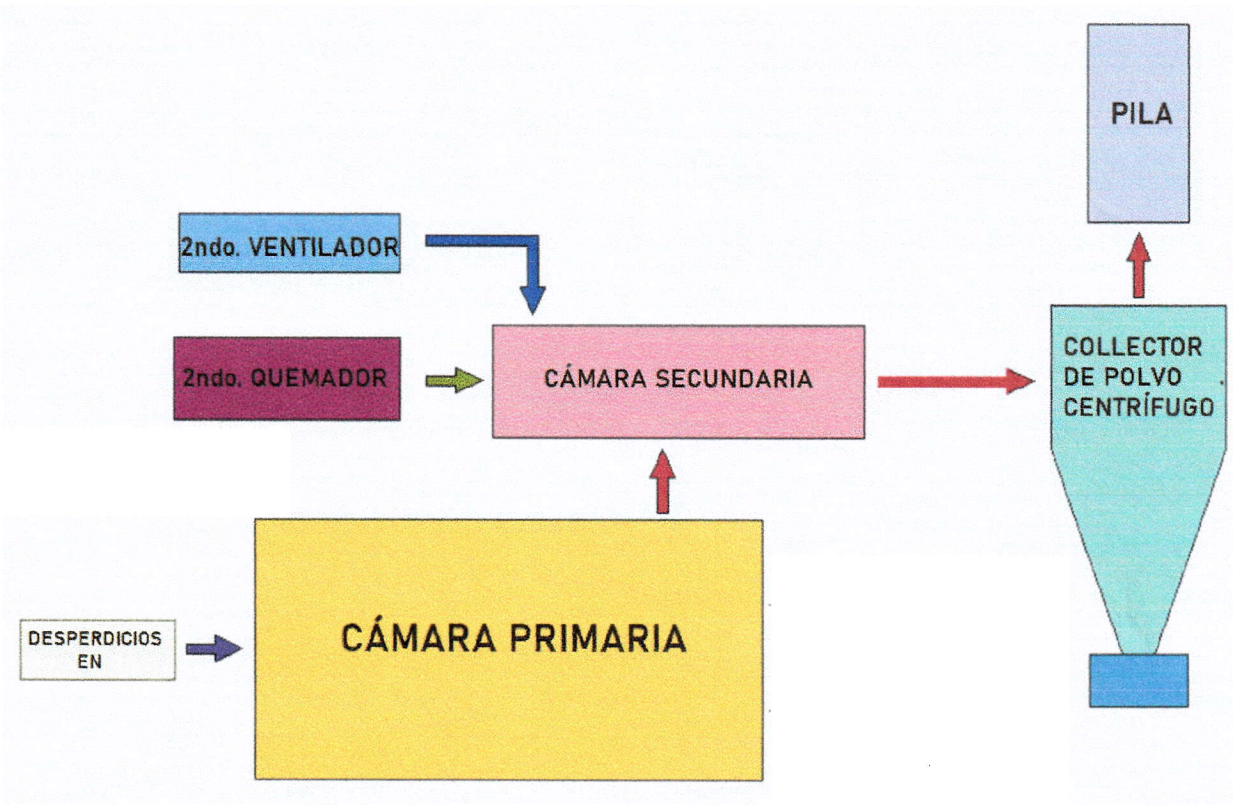 PILA
2ndo. VENTILADOR
2ndo. QUEMADOR
CÁMARA SECUNDARIA
COLLECTOR
DE POLVO
CENTRÍFUGO
CÁMARA PRIMARIA
DESPERDICIOS
EN